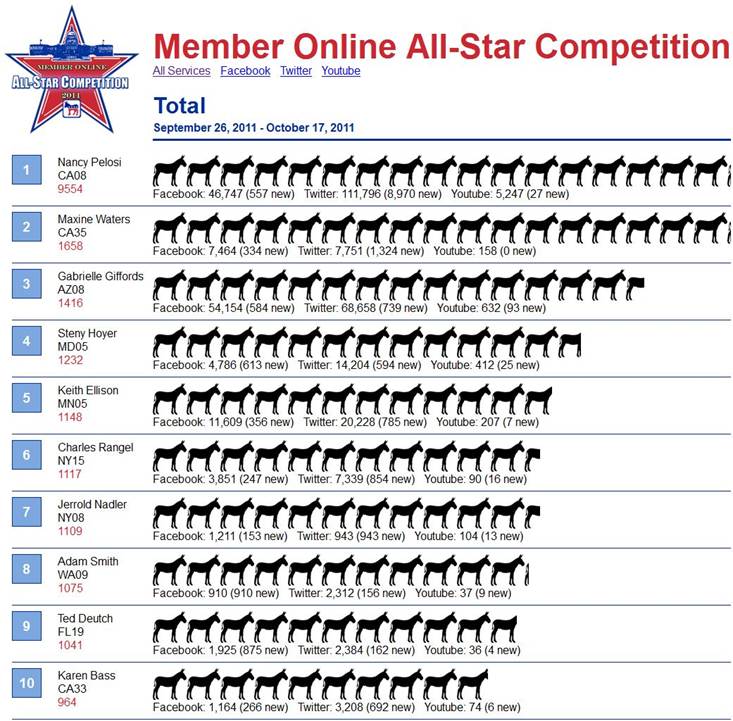 MEMBER ONLINE
ALL-STAR COMPETITION
2011
Member Online All-Star Competition
All Services Facebook Twitter Youtube
Total
September 26, 2011 - October 17, 2011
1
Nancy Pelosi
CA08
9554
Facebook: 46,747 (557 new) Twitter: 111,796 (8,970 new) Youtube: 5,247 (27 new)
2
Maxine Waters
CA35
1658
Facebook: 7,464 (334 new) Twitter: 7,751 (1,324 new) Youtube: 158 (0 new)
3
Gabrielle Giffords
AZ08
1416
Facebook: 54,154 (584 new) Twitter: 68,658 (739 new) Youtube: 632 (93 new)
4
Steny Hoyer
MD05
1232
Facebook: 4,786 (613 new) Twitter: 14,204 (594 new) Youtube: 412 (25 new)
5
Keith Ellison
MN05
1148
Facebook: 11,609 (356 new) Twitter: 20,228 (785 new) Youtube: 207 (7 new)
6
Charles Rangel
NY15
1117
Facebook: 3,851 (247 new) Twitter: 7,339 (854 new) Youtube: 90 (16 new)
7
Jerrold Nadler
NY08
1109
Facebook: 1,211 (153 new) Twitter: 943 (943 new) Youtube: 104 (13 new)
8
Adam Smith
WA09
1075
Facebook: 910 (910 new) Twitter: 2,312 (156 new) Youtube: 37 (9 new)
9
Ted Deutch
FL19
1041
Facebook: 1,925 (875 new) Twitter: 2,384 (162 new) Youtube: 36 (4 new)
10
Karen Bass
CA33
964
Facebook: 1,164 (266 new) Twitter: 3,208 (692 new) Youtube: 74 (6 new)